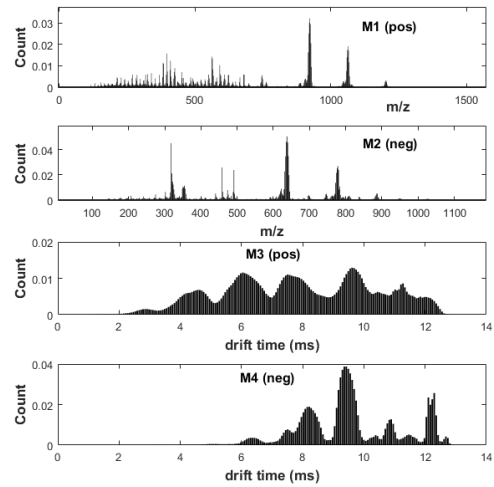 M1 (pos)
Count
0.03
0.02
0.01
0
0 500 1000 1500
m/z
M2 (neg)
Count
0.04
0.02
0
100 200 300 400 500 600 700 800 900 1000 1100
m/z
M3 (pos)
Count
0.02
0.01
0
0 2 4 6 8 10 12 14
drift time (ms)
M4 (neg)
Count
0.04
0.02
0
0 2 4 6 8 10 12 14
drift time (ms)